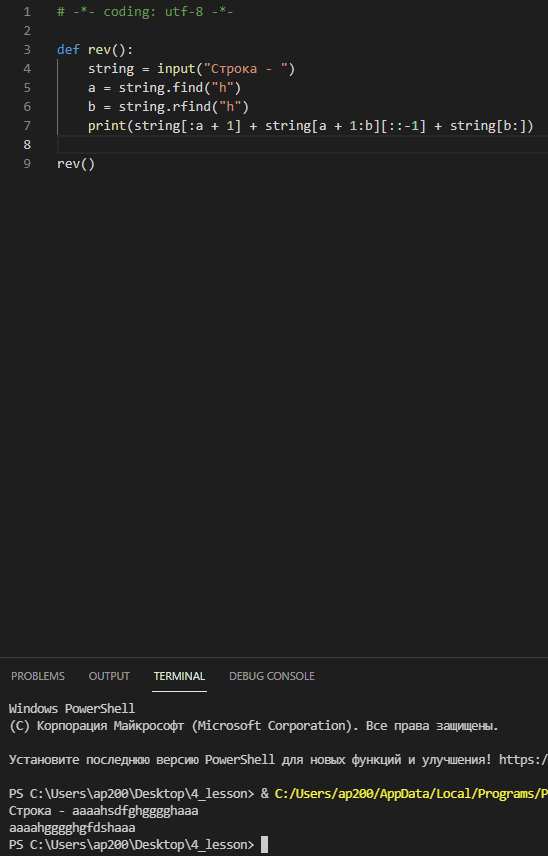 1 # -*- coding: utf-8 -*-
2
3 def rev():
4     string = input("Строка - ")
5     a = string.find("h")
6     b = string.rfind("h")
7     print(string[:a + 1] + string[a + 1:b][::-1] + string[b:])
8
9 rev()
PROBLEMS OUTPUT TERMINAL DEBUG CONSOLE
Windows PowerShell
(C) Корпорация Майкрософт (Microsoft Corporation). Все права защищены.
Установите последнюю версию PowerShell для новых функций и улучшения! https:/
PS C:\Users\ap200\Desktop\4_lesson> & C:/Users/ap200/AppData/Local/Programs/P
Строка - aaaahsdfghgggghaaa
aaaahgggghgfdshaaa
PS C:\Users\ap200\Desktop\4_lesson>